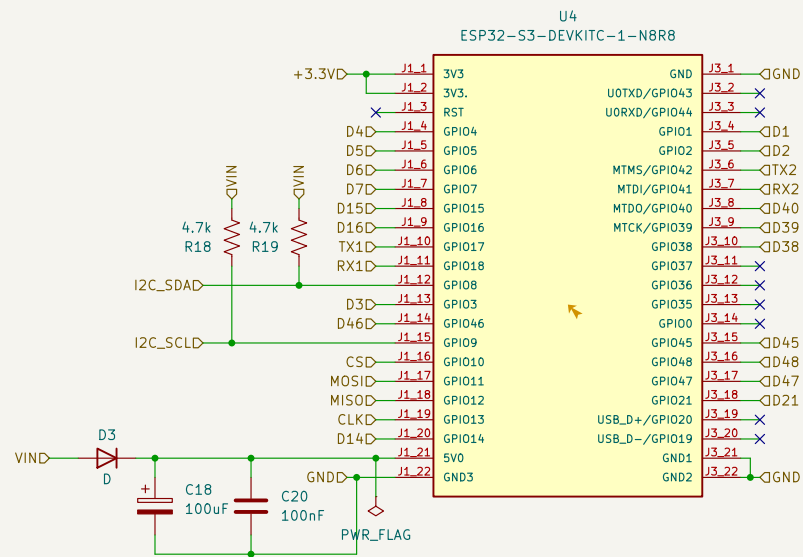 U4
ESP32-S3-DEVKITC-1-N8R8
+3.3V J1_1 3V3 GND J3_1 GND
J1_2 3V3. U0TXD/GPIO43 J3_2
J1_3 RST U0RXD/GPIO44 J3_3
D4 J1_4 GPIO4 GPIO1 J3_4 D1
D5 J1_5 GPIO5 GPIO2 J3_5 D2
D6 J1_6 GPIO6 MTMS/GPIO42 J3_6 TX2
VIN VIN D7 J1_7 GPIO7 MTDI/GPIO41 J3_7 RX2
D15 J1_8 GPIO15 MTDO/GPIO40 J3_8 D40
4.7k 4.7k D16 J1_9 GPIO16 MTCK/GPIO39 J3_9 D39
R18 R19 TX1 J1_10 GPIO17 GPIO38 J3_10 D38
RX1 J1_11 GPIO18 GPIO37 J3_11
I2C_SDA J1_12 GPIO8 GPIO36 J3_12
D3 J1_13 GPIO3 GPIO35 J3_13
D46 J1_14 GPIO46 GPIO0 J3_14
I2C_SCL J1_15 GPIO9 GPIO45 J3_15 D45
CS J1_16 GPIO10 GPIO48 J3_16 D48
MOSI J1_17 GPIO11 GPIO47 J3_17 D47
MISO J1_18 GPIO12 GPIO21 J3_18 D21
CLK J1_19 GPIO13 USB_D+/GPIO20 J3_19
D3 D14 J1_20 GPIO14 USB_D-/GPIO19 J3_20
VIN J1_21 5V0 GND1 J3_21
D GND J1_22 GND3 GND2 J3_22 GND
+ C18 C20
100uF 100nF
PWR_FLAG